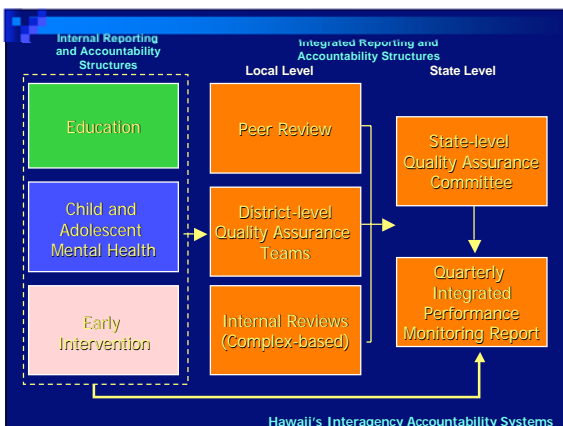 Internal Reporting
and Accountability
Structures
Integrated Reporting and
Accountability Structures
Local Level
State Level
Education
Child and
Adolescent
Mental Health
Early
Intervention
Peer Review
District-level
Quality Assurance
Teams
Internal Reviews
(Complex-based)
State-level
Quality Assurance
Committee
Quarterly
Integrated
Performance
Monitoring Report
Hawaii's Interagency Accountability Systems